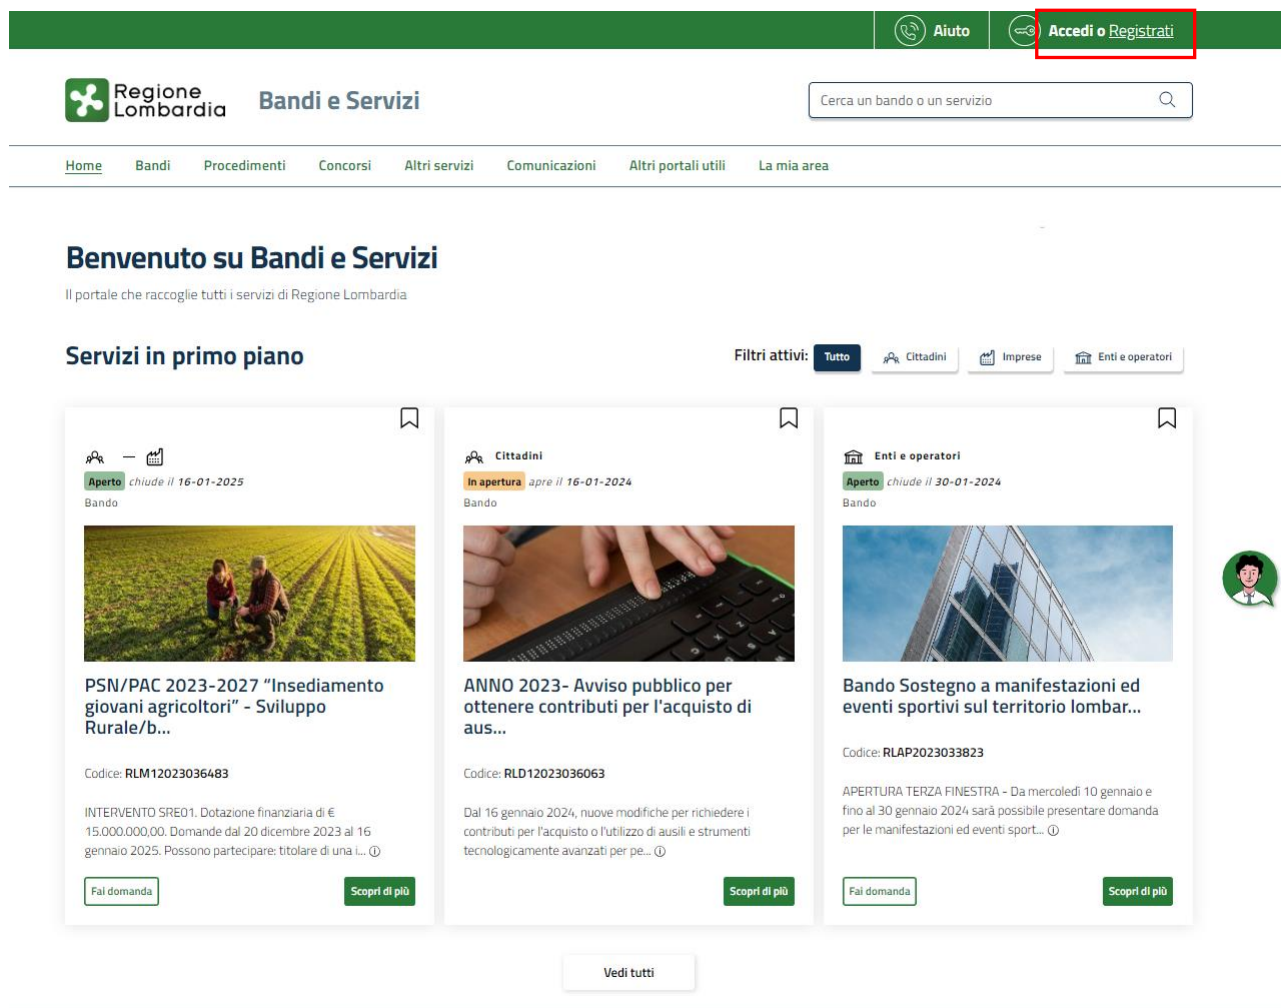 Aiuto
Accedi o Registrati
Regione
Lombardia
Bandi e Servizi
Cerca un bando o un servizio
Home Bandi Procedimenti Concorsi Altri servizi Comunicazioni Altri portali utili La mia area
Benvenuto su Bandi e Servizi
Il portale che raccoglie tutti i servizi di Regione Lombardia
Servizi in primo piano
Filtri attivi: Tutto Cittadini Imprese Enti e operatori
Aperto chiude il 16-01-2025
Bando
PSN/PAC 2023-2027 “Insediamento
giovani agricoltori” - Sviluppo
Rurale/b...
Codice: RLM12023036483
INTERVENTO SRE01. Dotazione finanziaria di €
15.000.000,00. Domande dal 20 dicembre 2023 al 16
gennaio 2025. Possono partecipare: titolare di una i...
Fai domanda Scopri di più
Cittadini
In apertura apre il 16-01-2024
Bando
ANNO 2023- Avviso pubblico per
ottenere contributi per l'acquisto di
aus...
Codice: RLD12023036063
Dal 16 gennaio 2024, nuove modifiche per richiedere i
contributi per l'acquisto o l'utilizzo di ausili e strumenti
tecnologicamente avanzati per pe...
Scopri di più
Enti e operatori
Aperto chiude il 30-01-2024
Bando
Bando Sostegno a manifestazioni ed
eventi sportivi sul territorio lombar...
Codice: RLAP2023033823
APERTURA TERZA FINESTRA - Da mercoledì 10 gennaio e
fino al 30 gennaio 2024 sarà possibile presentare domanda
per le manifestazioni ed eventi sport...
Fai domanda Scopri di più
Vedi tutti